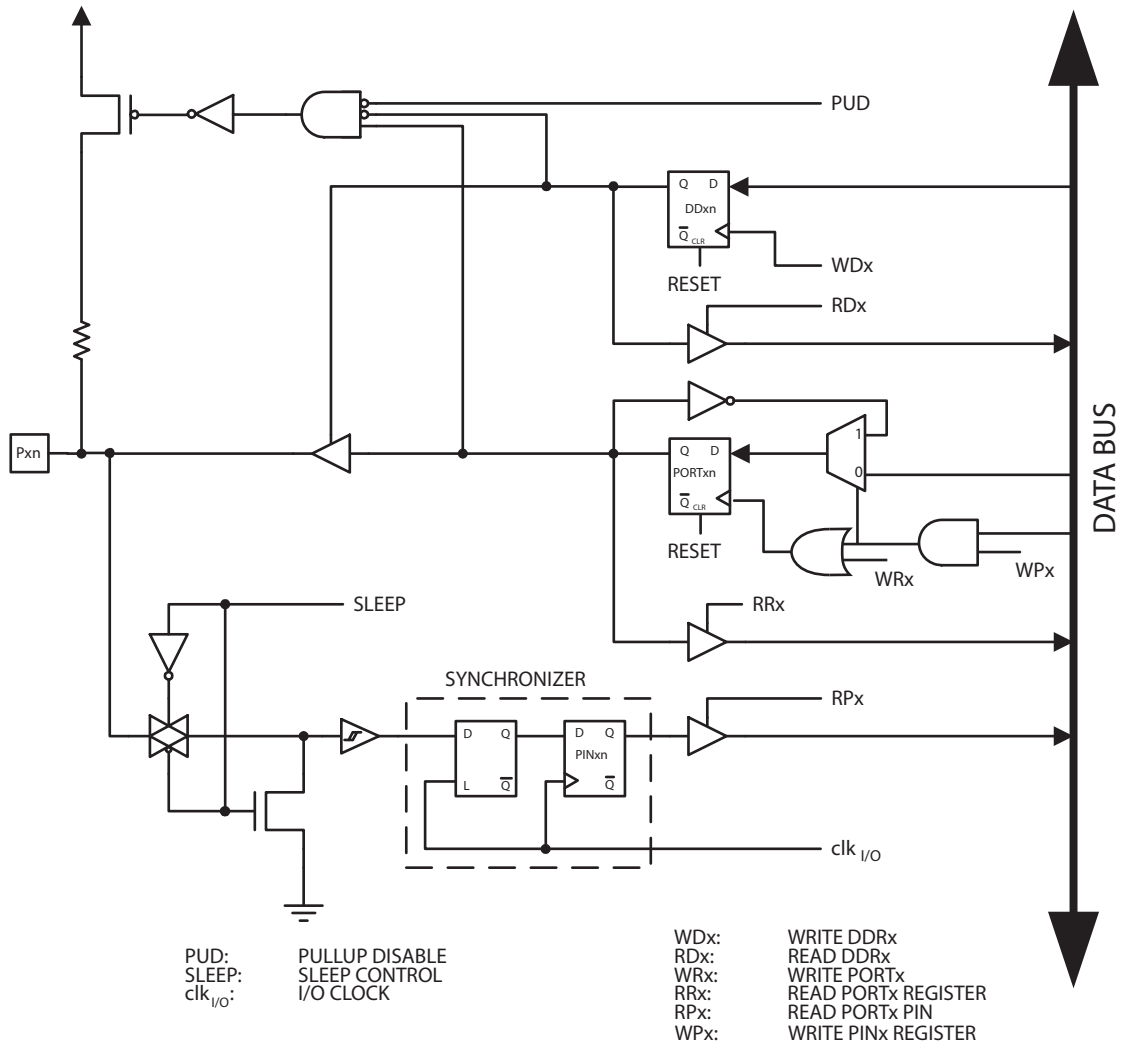 PUD
Q D
DDxn
Q CLR
WDx
RESET
RDx
Pxn
1
Q D
PORTxn
0
Q CLR
RESET
WRx
WPx
DATA BUS
SLEEP
RRx
SYNCHRONIZER
RPx
D Q
D Q
PINxn
L Q
Q
clk I/O
PUD: PULLUP DISABLE
SLEEP: SLEEP CONTROL
clk I/O: I/O CLOCK
WDx: WRITE DDRx
RDx: READ DDRx
WRx: WRITE PORTx
RRx: READ PORTx REGISTER
RPx: READ PORTx PIN
WPx: WRITE PINx REGISTER